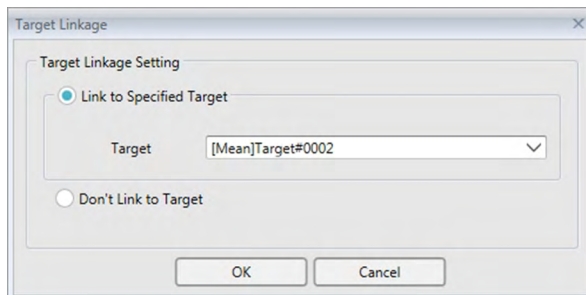 Target Linkage
Target Linkage Setting
Link to Specified Target
Target [Mean]Target#0002
Don't Link to Target
OK Cancel